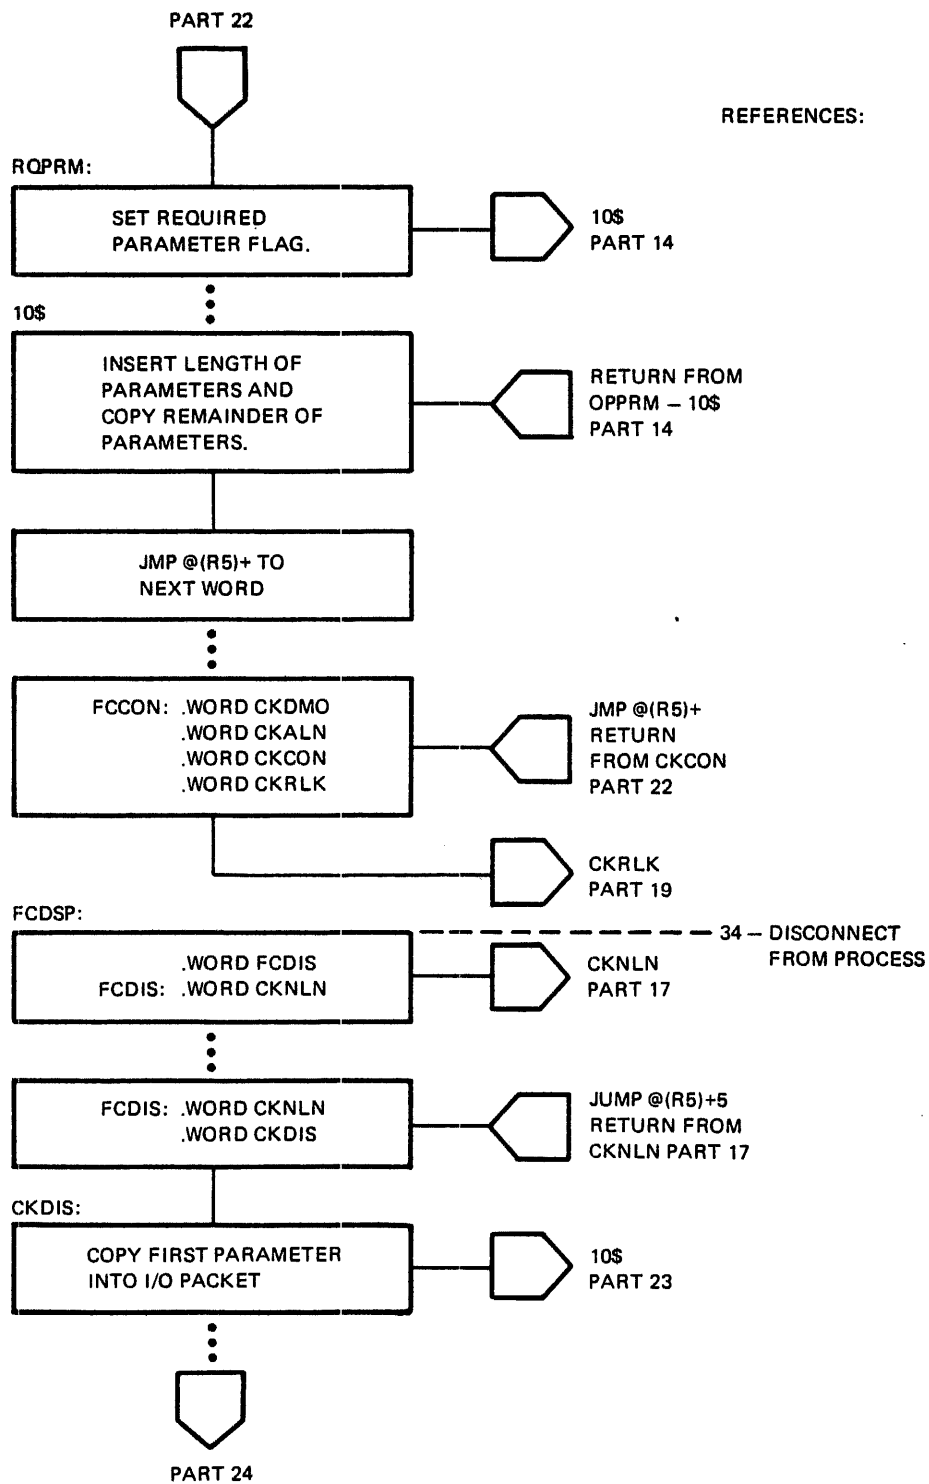 PART 22
REFERENCES:
RQPRM:
SET REQUIRED
PARAMETER FLAG.
10$
PART 14
10$
INSERT LENGTH OF
PARAMETERS AND
COPY REMAINDER OF
PARAMETERS.
RETURN FROM
OPPRM – 10$
PART 14
JMP @(R5)+ TO
NEXT WORD
FCCON: .WORD CKDMO
.WORD CKALN
.WORD CKCON
.WORD CKRLK
JMP @(R5)+
RETURN
FROM CKCON
PART 22
CKRLK
PART 19
FCDSP:
34 – DISCONNECT
FROM PROCESS
.WORD FCDIS
FCDIS: .WORD CKNLN
CKNLN
PART 17
FCDIS: .WORD CKNLN
.WORD CKDIS
JUMP @(R5)+5
RETURN FROM
CKNLN PART 17
CKDIS:
COPY FIRST PARAMETER
INTO I/O PACKET
10$
PART 23
PART 24